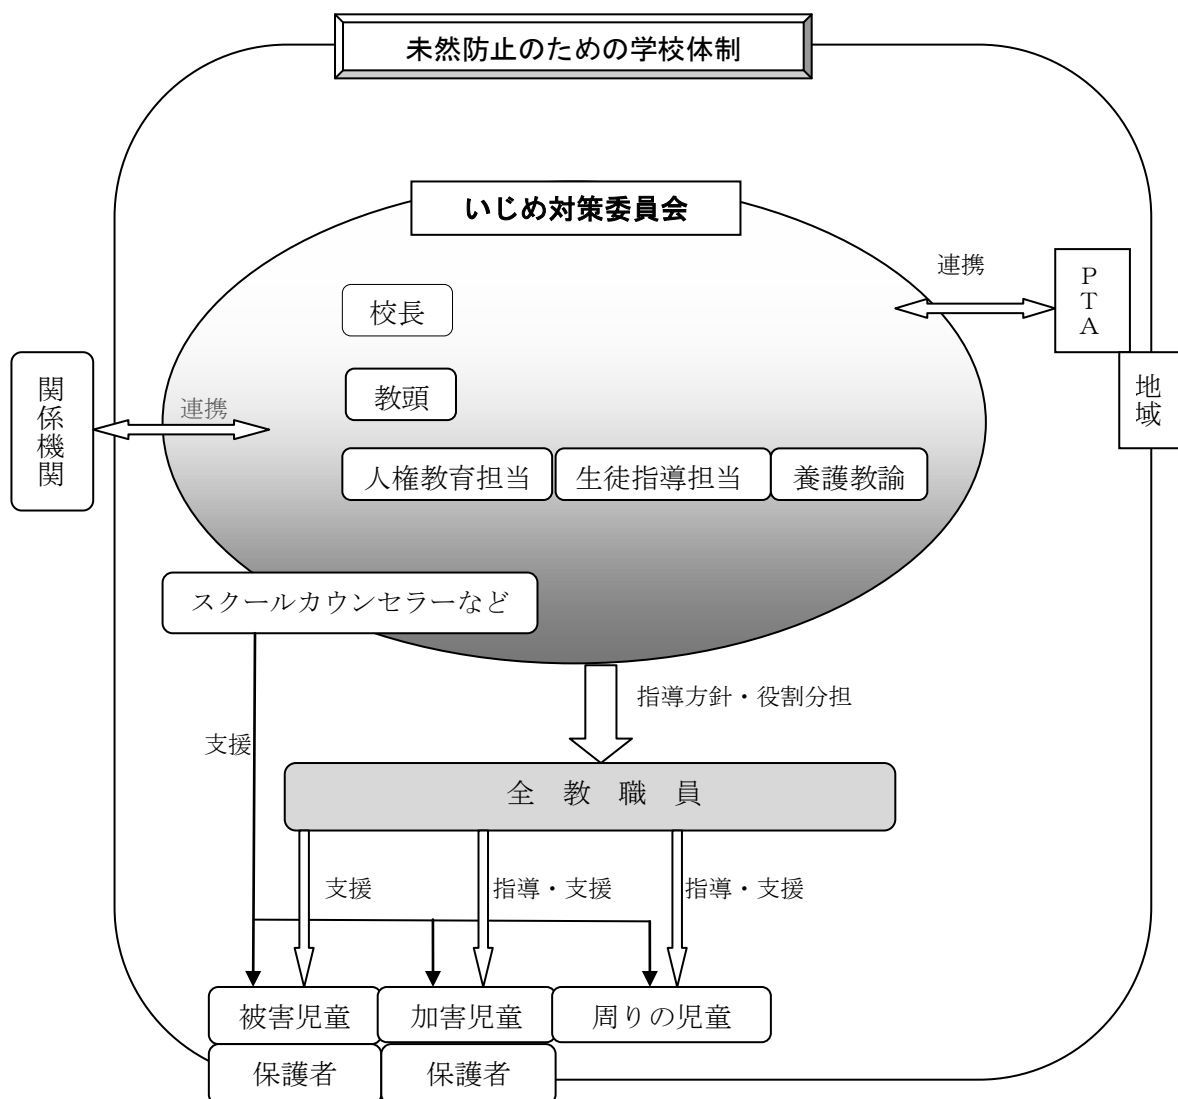 未然防止のための学校体制
いじめ対策委員会
連携
PTA
校長
地域
関係機関
教頭
連携
人権教育担当
生徒指導担当
養護教諭
スクールカウンセラーなど
指導方針・役割分担
支援
全 教 職 員
支援
指導・支援
指導・支援
被害児童
加害児童
周りの児童
保護者
保護者